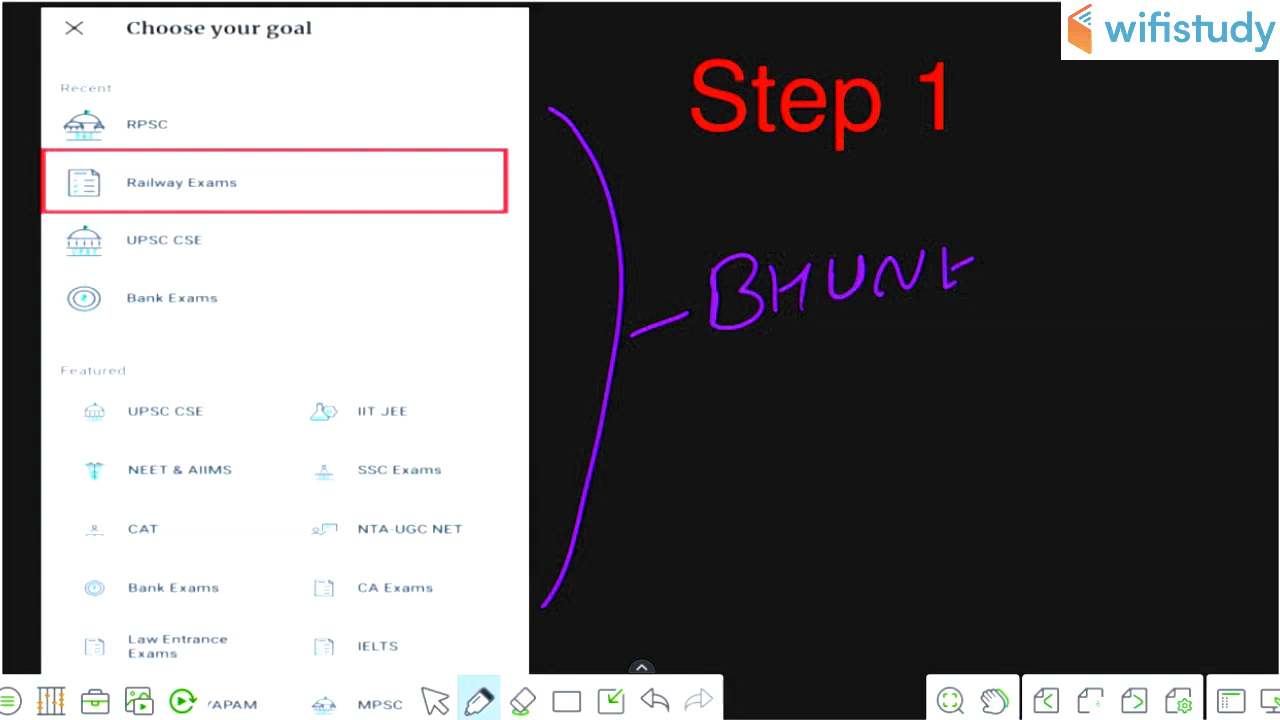 Choose your goal
wifistudy
Step 1
Recent
RPSC
Railway Exams
UPSC CSE
Bank Exams
Featured
UPSC CSE
IIT JEE
NEET & AIIMS
SSC Exams
CAT
NTA-UGC NET
Bank Exams
CA Exams
Law Entrance
Exams
IELTS
MPSC